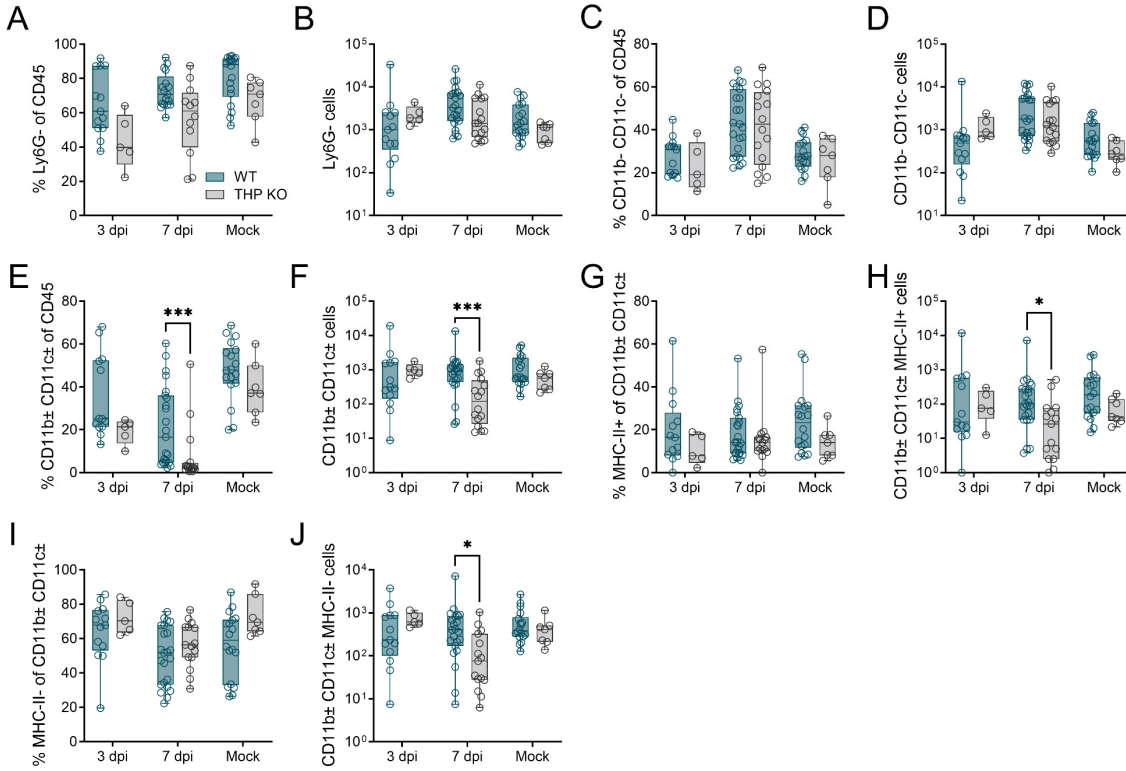 A
% Ly6G- of CD45
100
80
60
40
20
0
3 dpi 7 dpi Mock
WT
THP KO
B
Ly6G- cells
10⁵
10⁴
10³
10²
10¹
3 dpi 7 dpi Mock
C
% CD11b- CD11c- of CD45
80
60
40
20
0
3 dpi 7 dpi Mock
D
CD11b- CD11c- cells
10⁵
10⁴
10³
10²
10¹
3 dpi 7 dpi Mock
E
% CD11b± CD11c± of CD45
80
60
40
20
0
***
3 dpi 7 dpi Mock
F
CD11b± CD11c± cells
10⁵
10⁴
10³
10²
10¹
10⁰
***
3 dpi 7 dpi Mock
G
% MHC-II+ of CD11b± CD11c±
80
60
40
20
0
3 dpi 7 dpi Mock
H
CD11b± CD11c± MHC-II+ cells
10⁵
10⁴
10³
10²
10¹
10⁰
*
3 dpi 7 dpi Mock
I
% MHC-II- of CD11b± CD11c±
100
80
60
40
20
0
3 dpi 7 dpi Mock
J
CD11b± CD11c± MHC-II- cells
10⁴
10³
10²
10¹
10⁰
*
3 dpi 7 dpi Mock